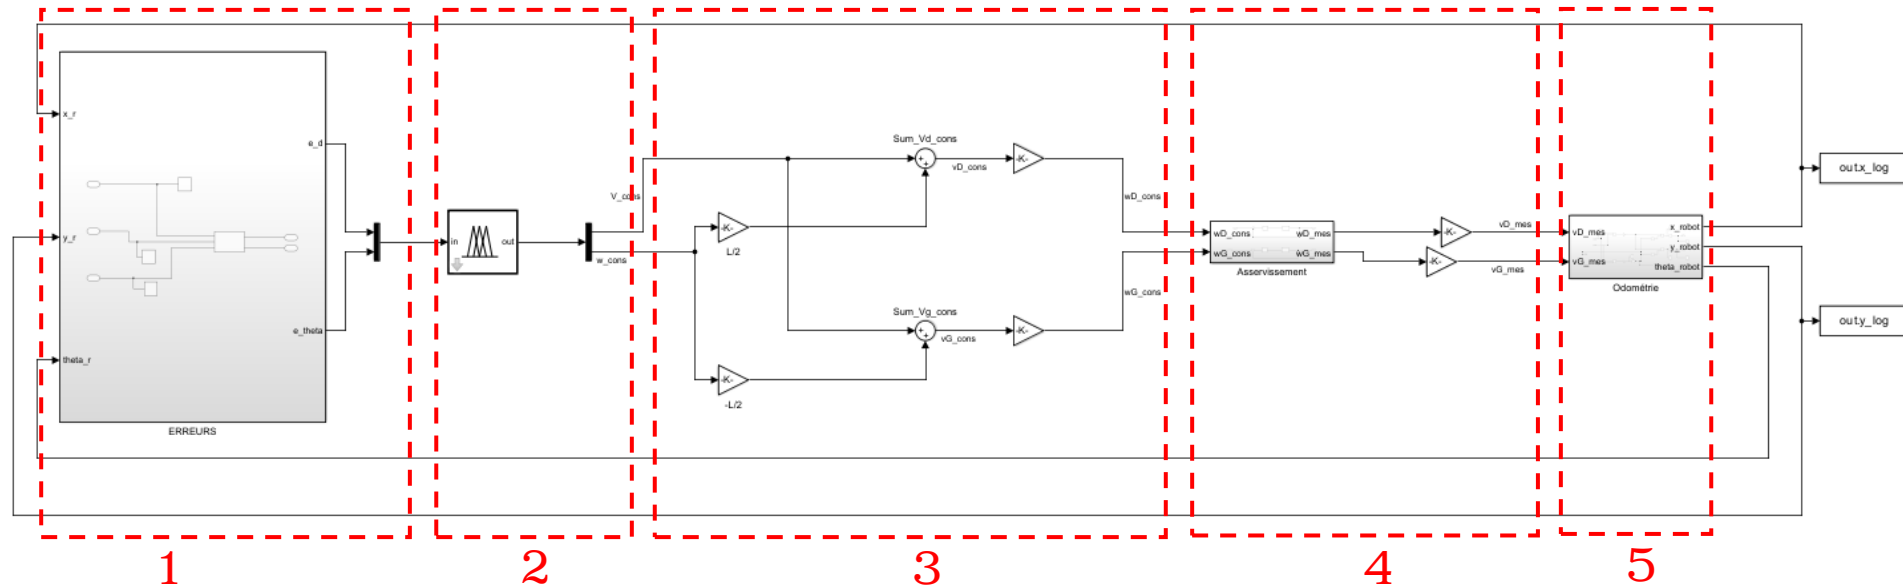 x_r
e_d
y_r
e_theta
theta_r
ERREURS
in
out
V_cons
w_cons
-K-
L/2
-K-
-L/2
Sum_Vd_cons
vD_cons
-K-
Sum_Vg_cons
vG_cons
-K-
wD_cons
wG_cons
wD_cons
wG_cons
wD_mes
wG_mes
Asservissement
-K-
-K-
vD_mes
vG_mes
vD_mes
vG_mes
x_robot
y_robot
theta_robot
Odométrie
out.x_log
out.y_log
1
2
3
4
5